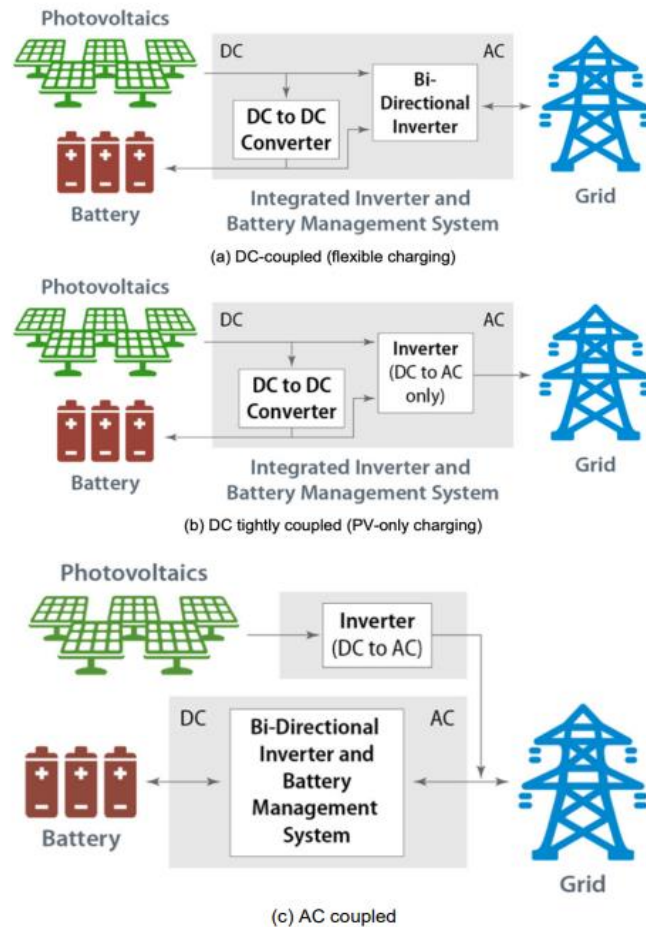 Photovoltaics
DC
AC
Bi-
Directional
Inverter
DC to DC
Converter
Battery
Integrated Inverter and
Battery Management System
Grid
(a) DC-coupled (flexible charging)
Photovoltaics
DC
AC
Inverter
(DC to AC
only)
DC to DC
Converter
Battery
Integrated Inverter and
Battery Management System
Grid
(b) DC tightly coupled (PV-only charging)
Photovoltaics
Inverter
(DC to AC)
DC
AC
Bi-Directional
Inverter and
Battery
Management
System
Battery
Grid
(c) AC coupled